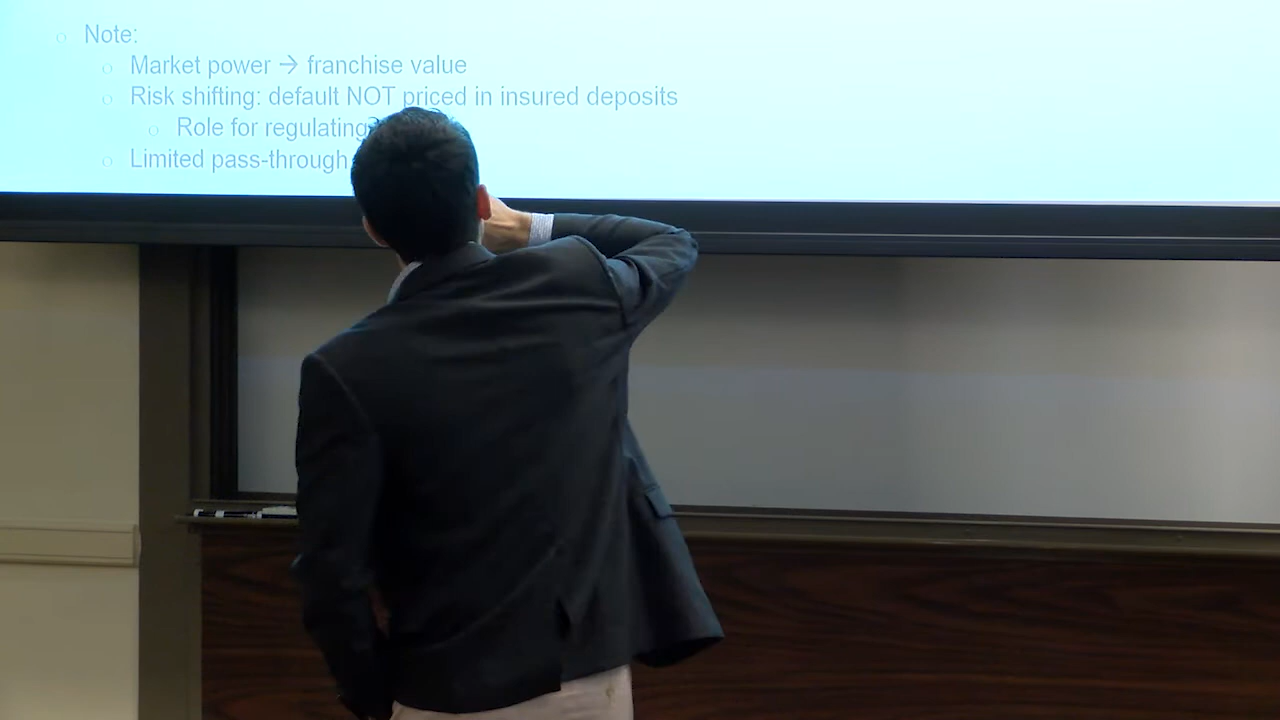 Note:
Market power → franchise value
Risk shifting: default NOT priced in insured deposits
Role for regulating?
Limited pass-through